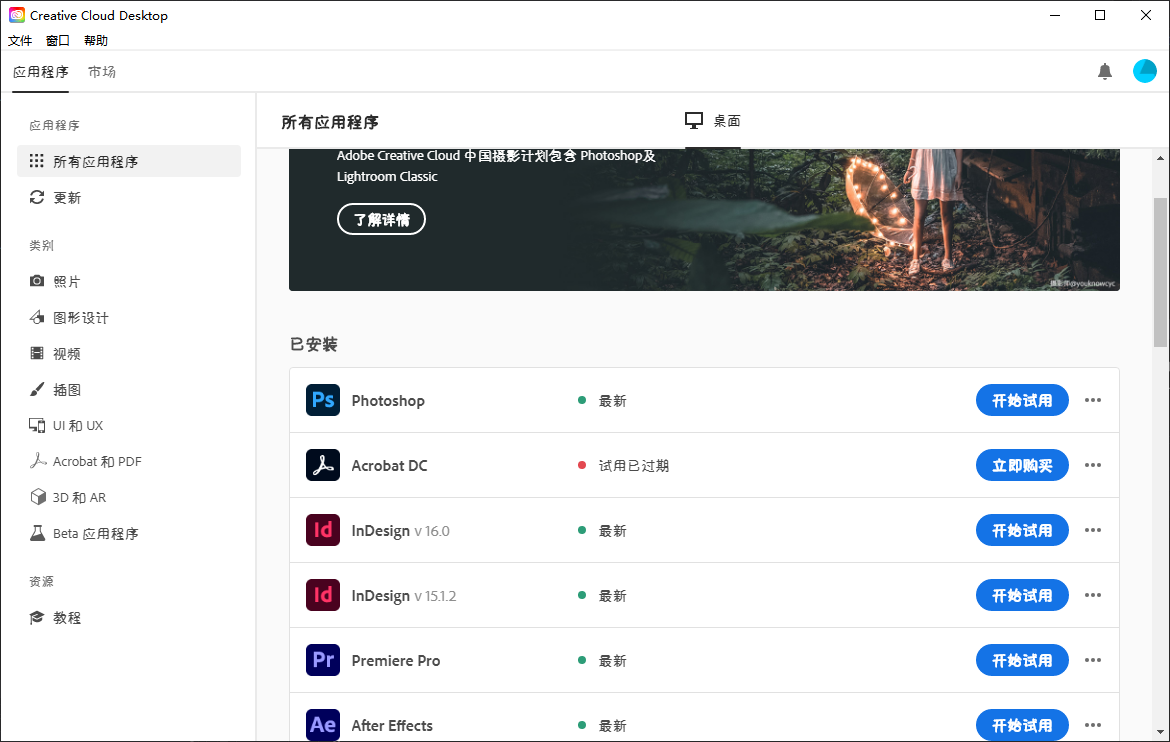 Creative Cloud Desktop
文件 窗口 帮助
应用程序 市场
应用程序
所有应用程序
更新
类别
照片
图形设计
视频
插图
UI 和 UX
Acrobat 和 PDF
3D 和 AR
Beta 应用程序
资源
教程
所有应用程序
桌面
Adobe Creative Cloud 中国摄影计划包含 Photoshop及
Lightroom Classic
了解详情
摄影师@youknowcyc
已安装
Ps Photoshop 最新 开始试用
Acrobat DC 试用已过期 立即购买
Id InDesign v 16.0 最新 开始试用
Id InDesign v 15.1.2 最新 开始试用
Pr Premiere Pro 最新 开始试用
Ae After Effects 最新 开始试用